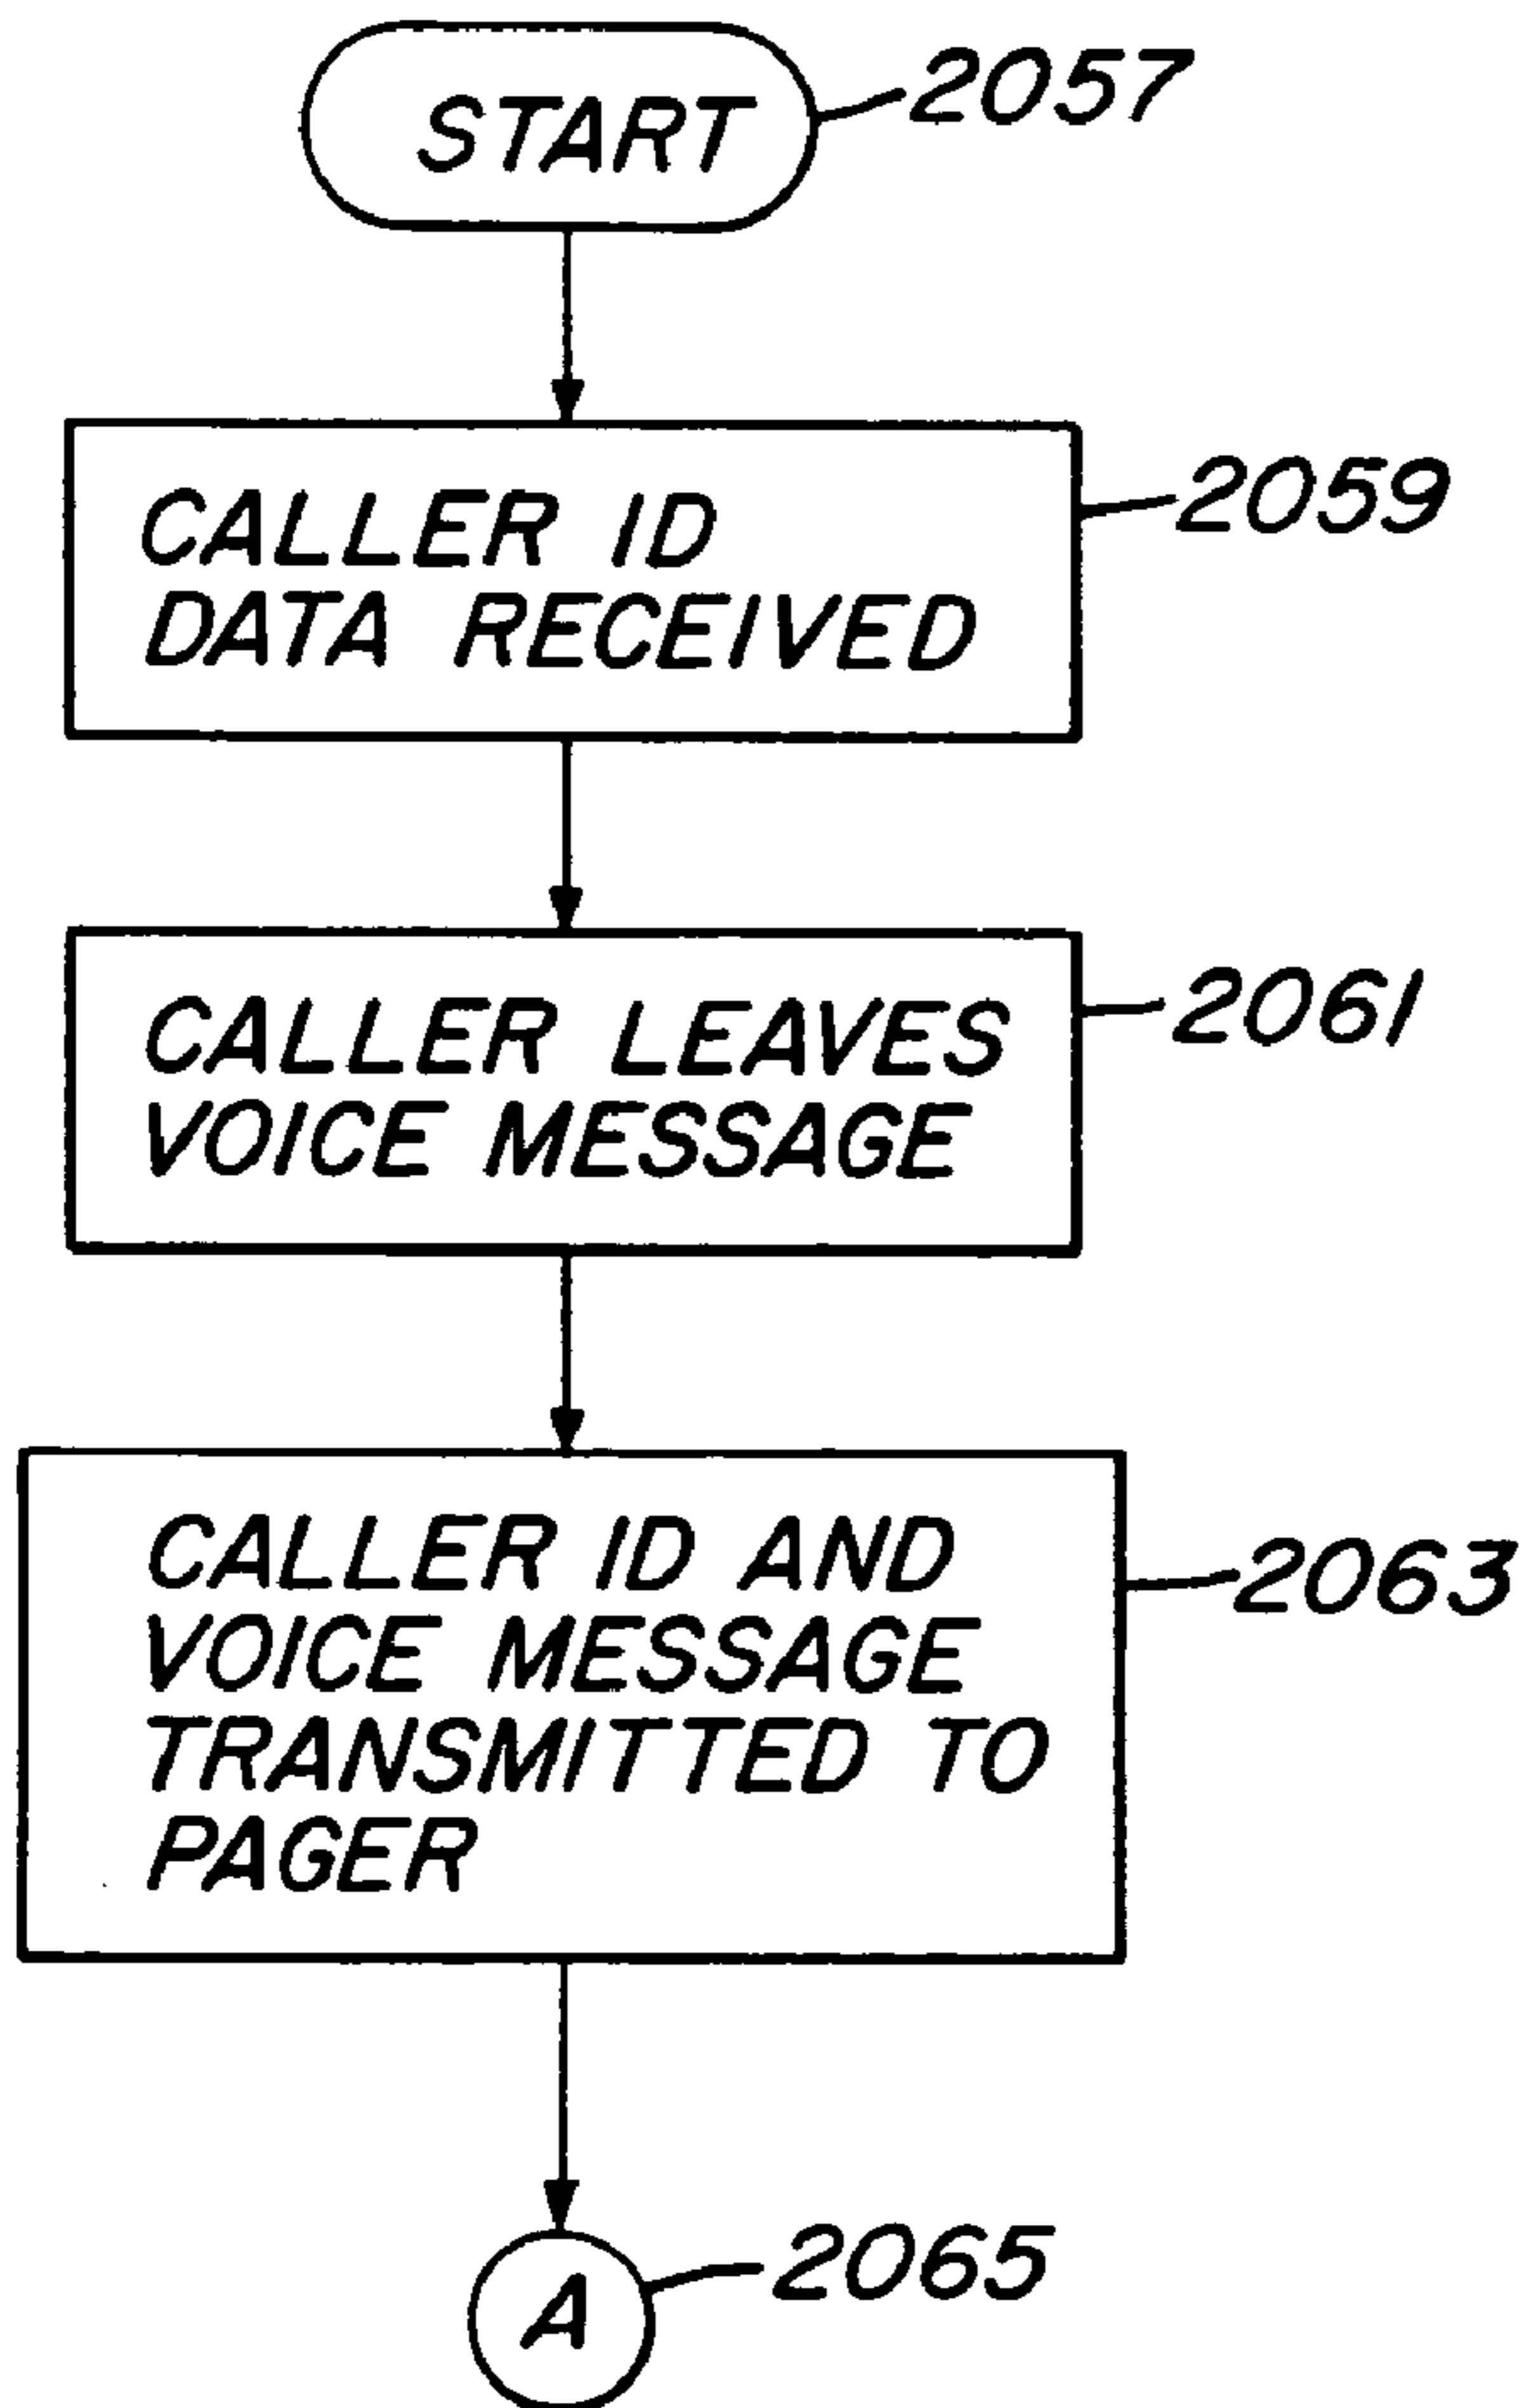 START
2057
CALLER ID
DATA RECEIVED
2059
CALLER LEAVES
VOICE MESSAGE
2061
CALLER ID AND
VOICE MESSAGE
TRANSMITTED TO
PAGER
2063
A
2065